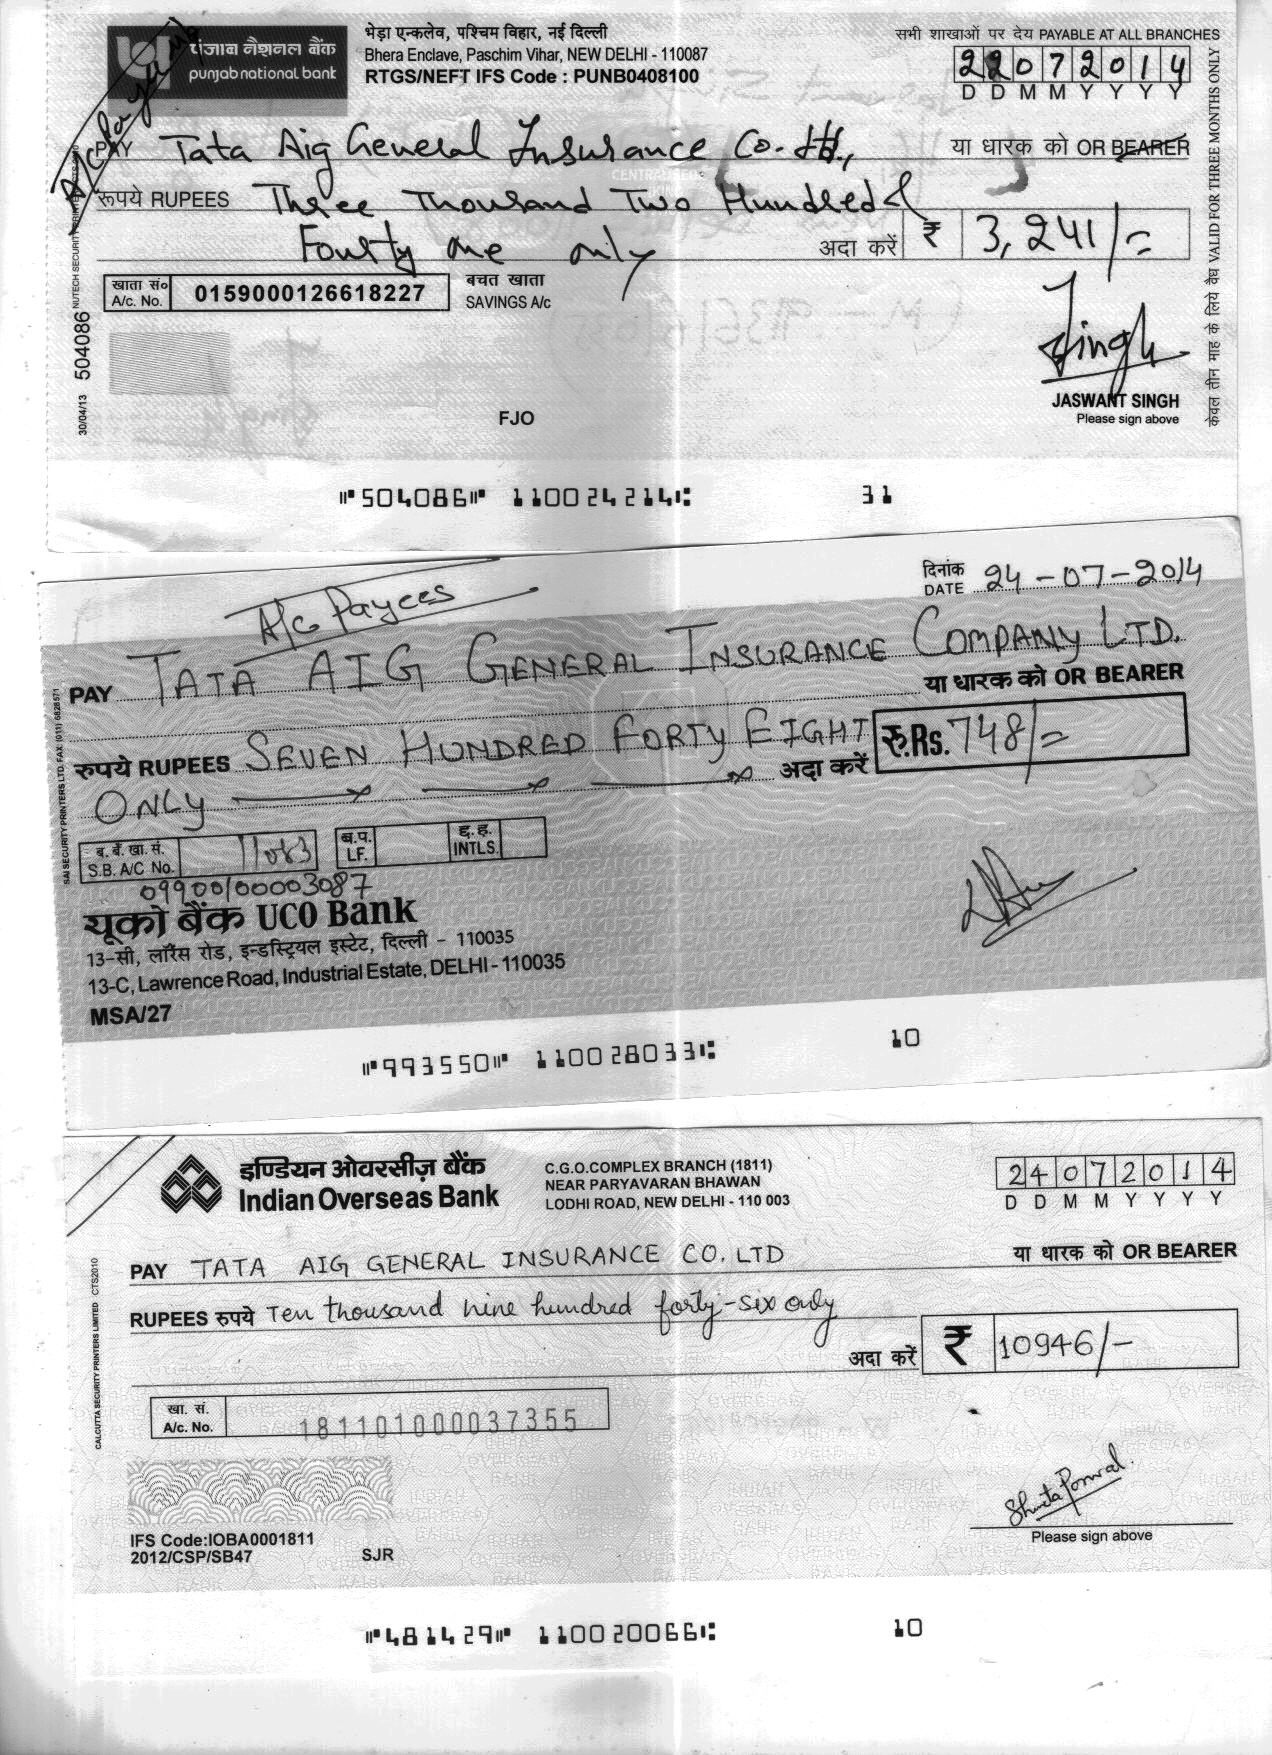 A/c Payee
पंजाब नैशनल बैंक
punjab national bank
भेड़ा एन्कलेव, पश्चिम विहार, नई दिल्ली
Bhera Enclave, Paschim Vihar, NEW DELHI - 110087
RTGS/NEFT IFS Code : PUNB0408100
सभी शाखाओं पर देय PAYABLE AT ALL BRANCHES
22072014
D D M M Y Y Y Y
PAY Tata Aig General Insurance Co. Ltd., या धारक को OR BEARER
रूपये RUPEES Three Thousand Two Hundred &
Fourty one only अदा करें ₹ 3,241/=
खाता सं० A/c. No. 0159000126618227 बचत खाता SAVINGS A/c
Singh
JASWANT SINGH
Please sign above
FJO
30/04/13 504086
केवल तीन माह के लिये वैध VALID FOR THREE MONTHS ONLY
504086 110024214 31
A/C Payees
दिनांक
DATE 24-07-2014
PAY TATA AIG GENERAL INSURANCE COMPANY LTD.
या धारक को OR BEARER
रुपये RUPEES SEVEN HUNDRED FORTY EIGHT
ONLY अदा करें रु.Rs. 748/=
ब. बैं. खा. सं. S.B. A/C No. 11083 ब.प. LF. ह.ह. INTLS.
09900100003087
यूको बैंक UCO Bank
13-सी, लॉरेंस रोड, इन्डस्ट्रियल इस्टेट, दिल्ली - 110035
13-C, Lawrence Road, Industrial Estate, DELHI - 110035
MSA/27
SAI SECURITY PRINTERS LTD.
993550 110028033 10
इण्डियन ओवरसीज़ बैंक
Indian Overseas Bank
C.G.O.COMPLEX BRANCH (1811)
NEAR PARYAVARAN BHAWAN
LODHI ROAD, NEW DELHI - 110 003
24072014
D D M M Y Y Y Y
PAY TATA AIG GENERAL INSURANCE CO. LTD या धारक को OR BEARER
RUPEES रुपये Ten thousand nine hundred forty-six only
अदा करें ₹ 10946/-
खा. सं. A/c. No. 181101000037355
CALCUTTA SECURITY PRINTERS LIMITED CTS2010
Shweta Porwal.
Please sign above
IFS Code:IOBA0001811
2012/CSP/SB47 SJR
481429 110020066 10